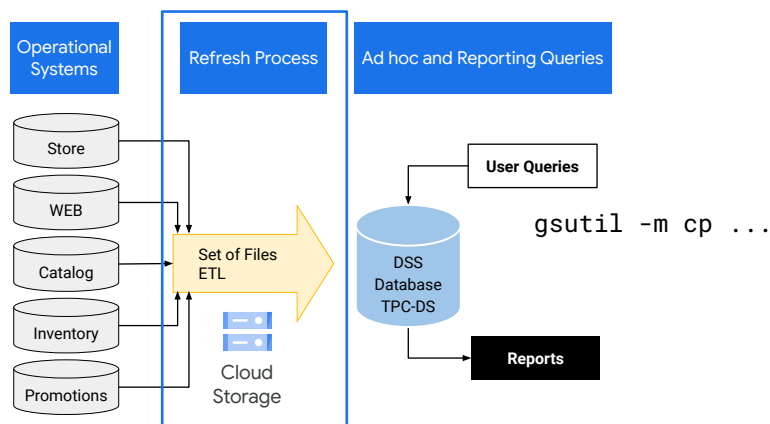 Operational
Systems
Refresh Process
Ad hoc and Reporting Queries
Store
WEB
Catalog
Inventory
Promotions
Set of Files
ETL
Cloud
Storage
User Queries
DSS
Database
TPC-DS
Reports
gsutil -m cp ...